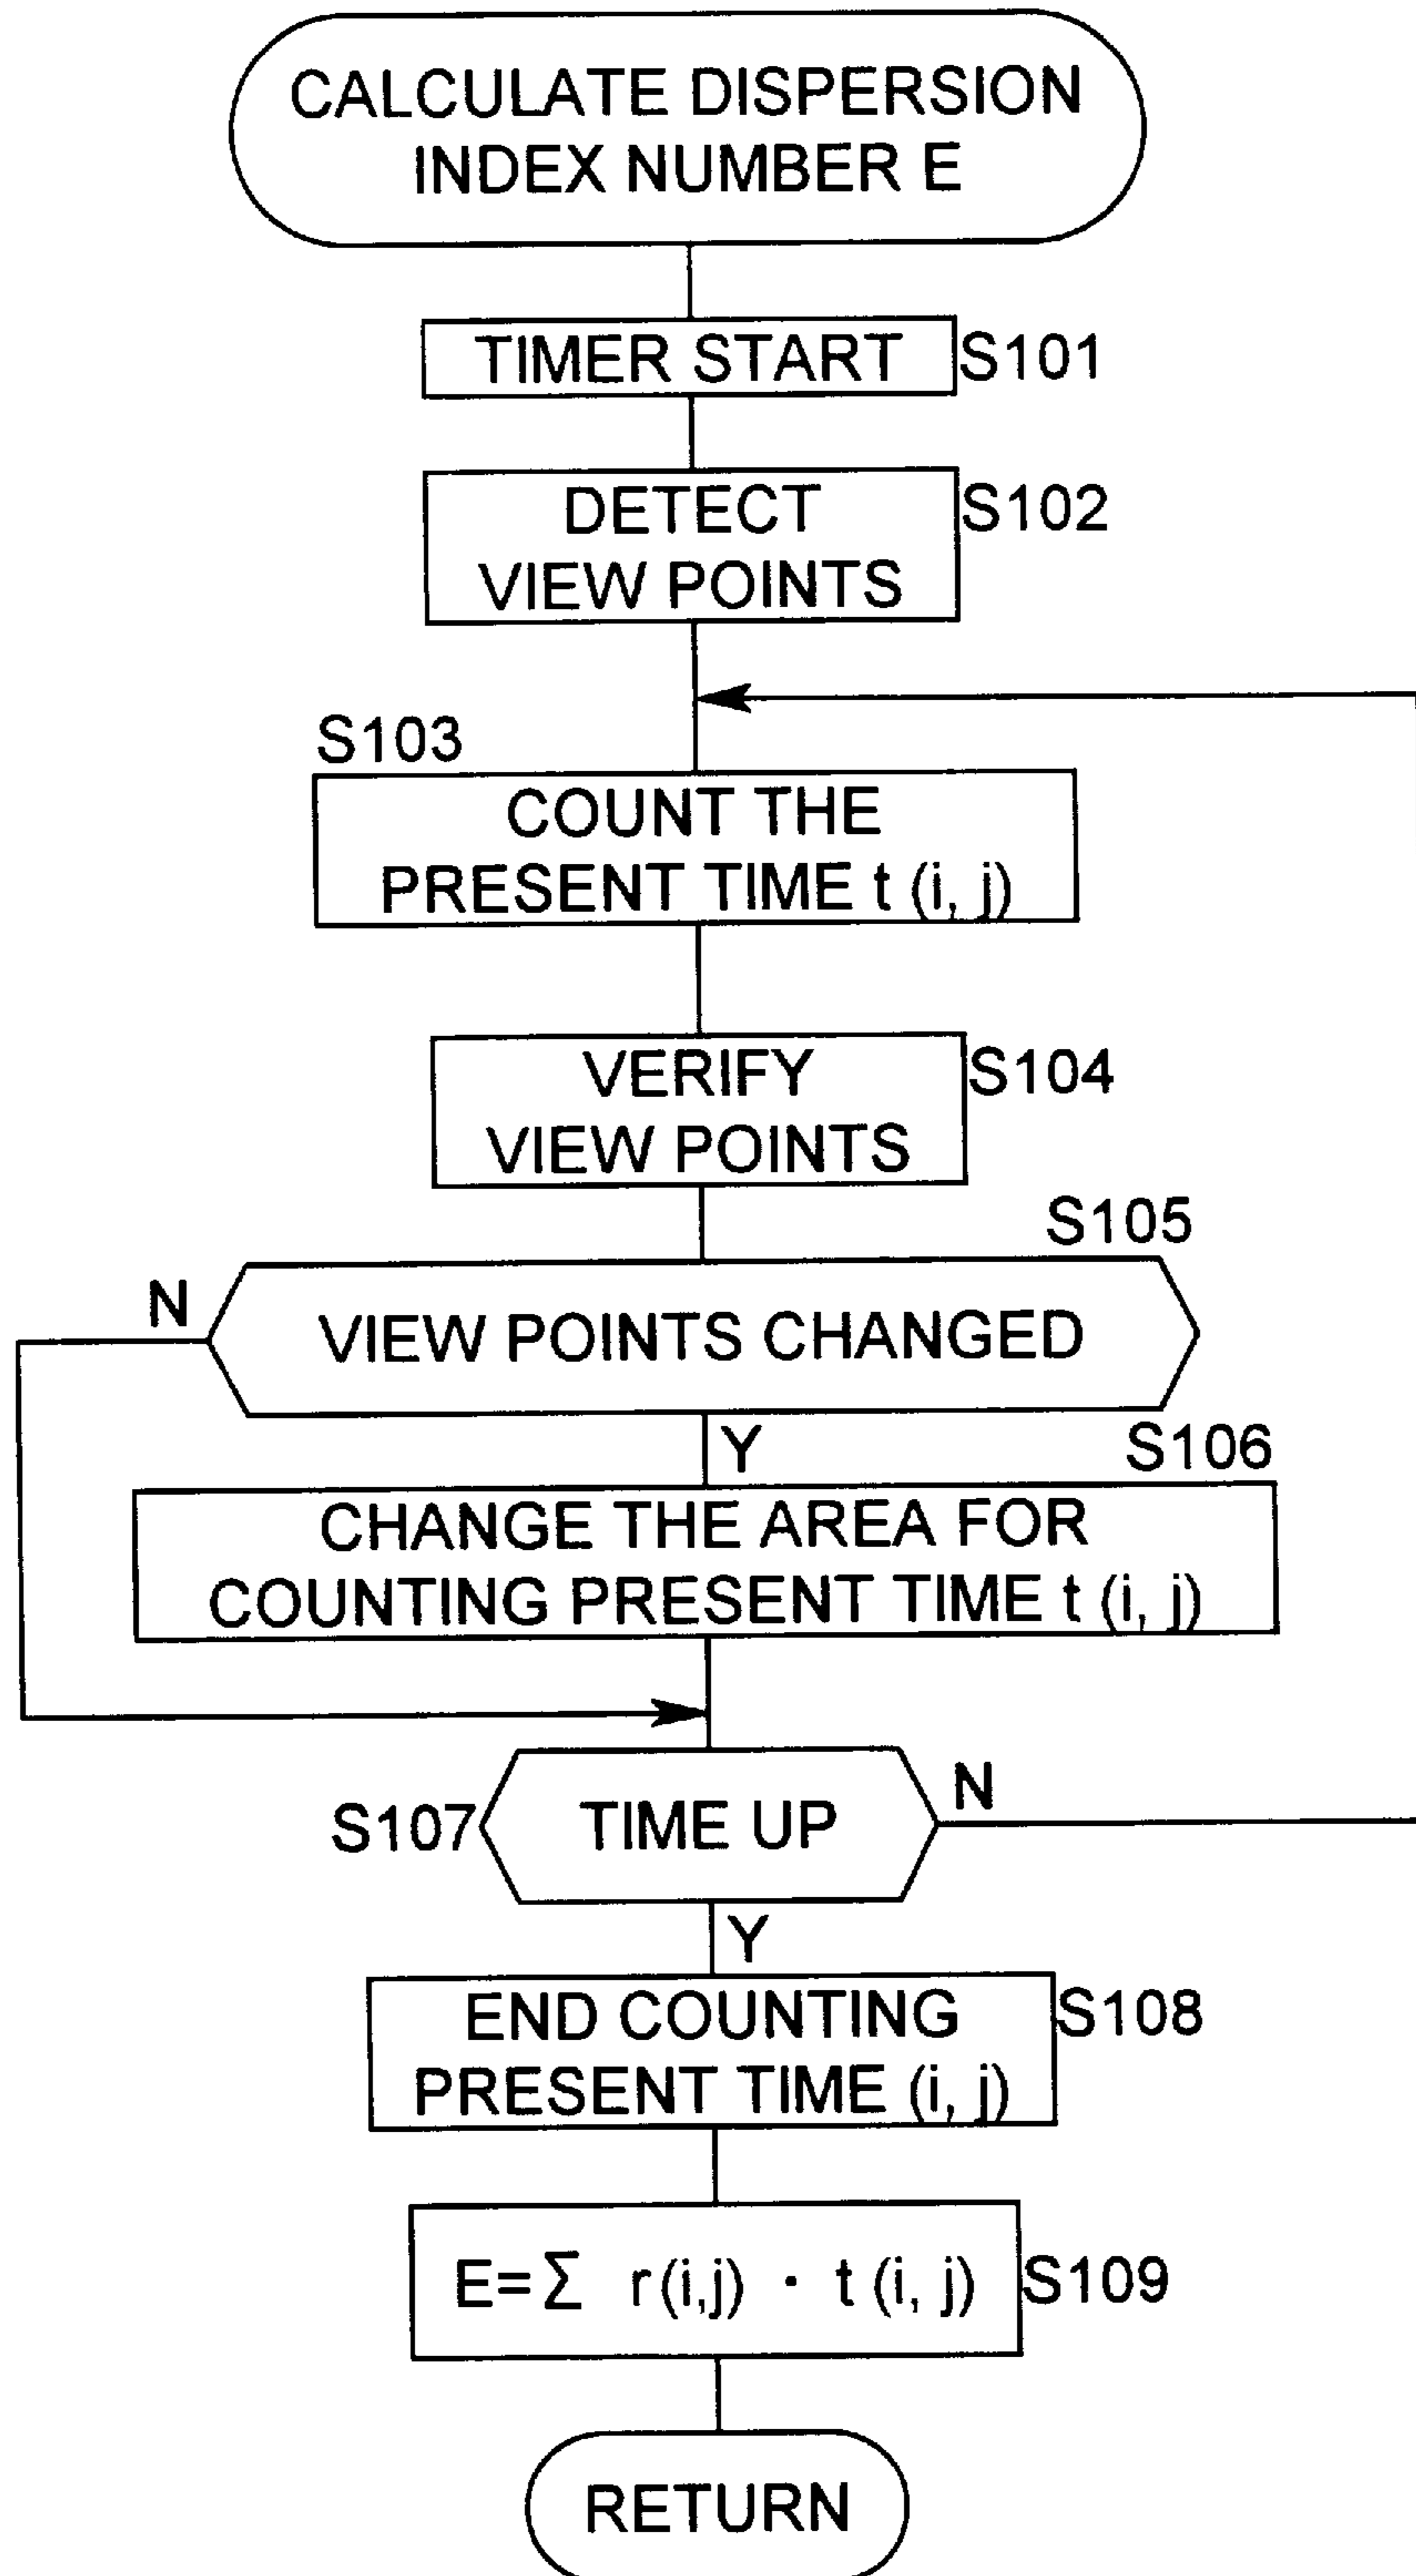 CALCULATE DISPERSION
INDEX NUMBER E
TIMER START
S101
DETECT
VIEW POINTS
S102
S103
COUNT THE
PRESENT TIME t (i, j)
VERIFY
VIEW POINTS
S104
S105
N
VIEW POINTS CHANGED
Y
S106
CHANGE THE AREA FOR
COUNTING PRESENT TIME t (i, j)
S107
TIME UP
N
Y
END COUNTING
PRESENT TIME (i, j)
S108
E=Σ r(i,j) · t (i, j)
S109
RETURN